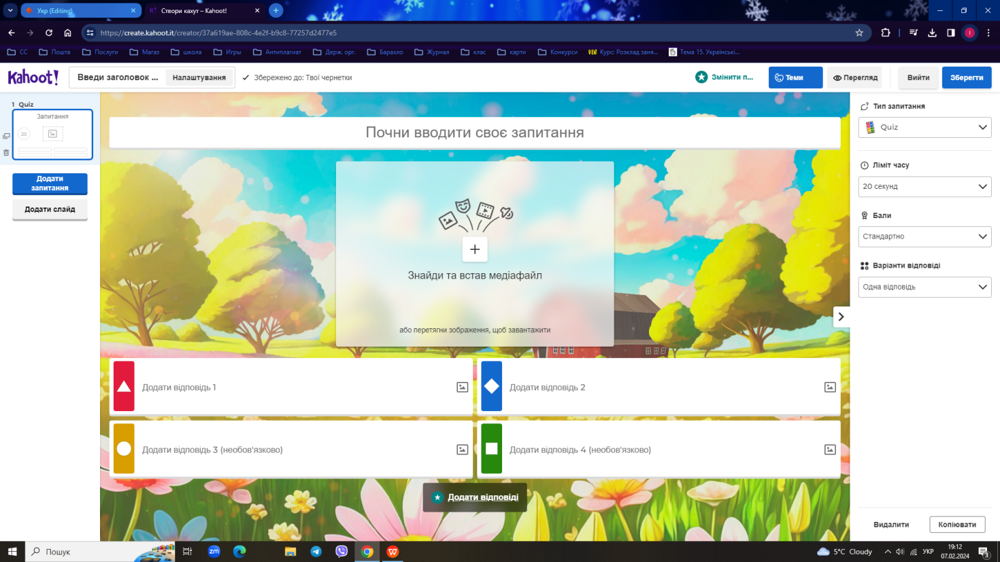 Укр (Editing)
Створи кахут – Kahoot!
https://create.kahoot.it/creator/37a619ae-808c-4e2f-b9c8-77257d2477e5
СС
Пошта
Послуги
Магаз
школа
Игры
Антиплагиат
Держ. орг.
Барахло
Журнал
клас
карти
Конкурси
VLE Курс: Розклад заня...
Тема 15. Українські...
Kahoot!
Введи заголовок ...
Налаштування
Збережено до: Твої чернетки
Змінити п...
Теми
Перегляд
Вийти
Зберегти
1 Quiz
Запитання
20
Додати
запитання
Додати слайд
Почни вводити своє запитання
Знайди та встав медіафайл
або перетягни зображення, щоб завантажити
Додати відповідь 1
Додати відповідь 2
Додати відповідь 3 (необов'язково)
Додати відповідь 4 (необов'язково)
Додати відповіді
Тип запитання
Quiz
Ліміт часу
20 секунд
Бали
Стандартно
Варіанти відповіді
Одна відповідь
Видалити
Копіювати
Пошук
zm
5°C Cloudy
УКР
19:12
07.02.2024
3